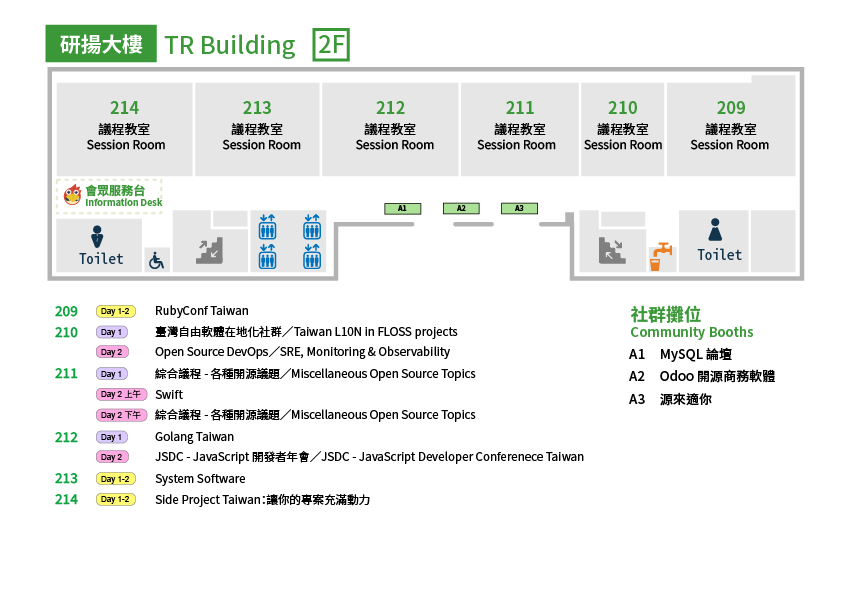 研揚大樓 TR Building 2F
214
議程教室
Session Room
213
議程教室
Session Room
212
議程教室
Session Room
211
議程教室
Session Room
210
議程教室
Session Room
209
議程教室
Session Room
會眾服務台
Information Desk
A1
A2
A3
Toilet
Toilet
209 Day 1-2 RubyConf Taiwan
210 Day 1 臺灣自由軟體在地化社群／Taiwan L10N in FLOSS projects
Day 2 Open Source DevOps／SRE, Monitoring & Observability
211 Day 1 綜合議程 - 各種開源議題／Miscellaneous Open Source Topics
Day 2 上午 Swift
Day 2 下午 綜合議程 - 各種開源議題／Miscellaneous Open Source Topics
212 Day 1 Golang Taiwan
Day 2 JSDC - JavaScript 開發者年會／JSDC - JavaScript Developer Conferenece Taiwan
213 Day 1-2 System Software
214 Day 1-2 Side Project Taiwan：讓你的專案充滿動力
社群攤位
Community Booths
A1 MySQL 論壇
A2 Odoo 開源商務軟體
A3 源來適你